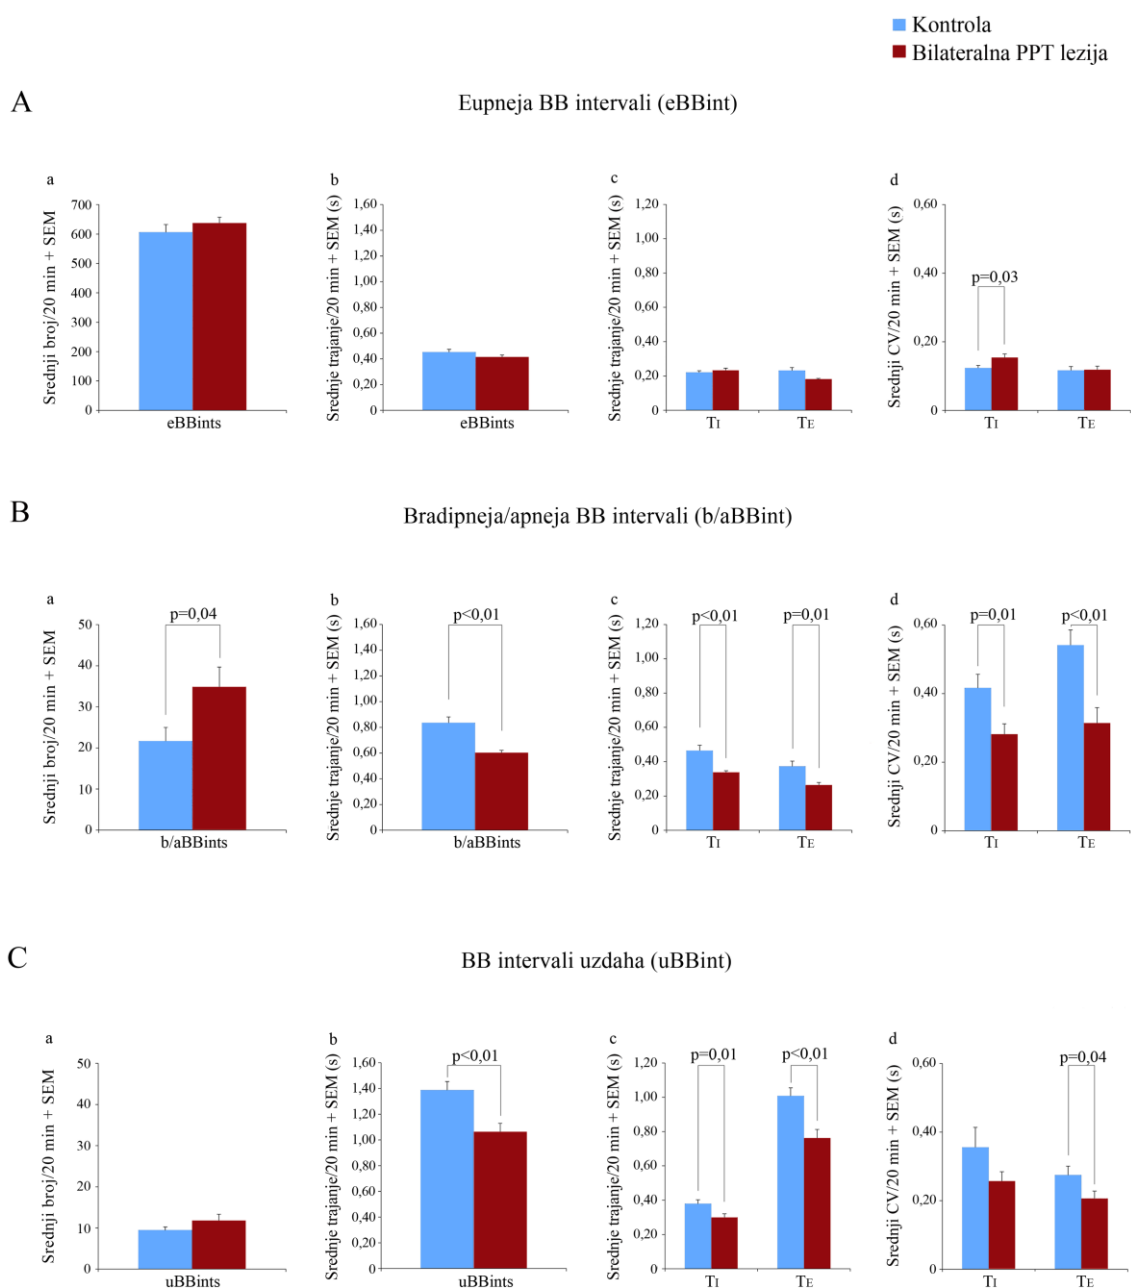 Kontrola
Bilateralna PPT lezija
A
Eupneja BB intervali (eBBint)
a
Srednji broj/20 min + SEM
700
600
500
400
300
200
100
0
eBBints
b
Srednje trajanje/20 min + SEM (s)
1,60
1,40
1,20
1,00
0,80
0,60
0,40
0,20
0
eBBints
c
Srednje trajanje/20 min + SEM (s)
1,20
1,00
0,80
0,60
0,40
0,20
0
TI
TE
d
Srednji CV/20 min + SEM (s)
0,60
0,40
0,20
0
p=0,03
TI
TE
B
Bradipneja/apneja BB intervali (b/aBBint)
a
Srednji broj/20 min + SEM
50
40
30
20
10
0
p=0,04
b/aBBints
b
Srednje trajanje/20 min + SEM (s)
1,60
1,40
1,20
1,00
0,80
0,60
0,40
0,20
0
p<0,01
b/aBBints
c
Srednje trajanje/20 min + SEM (s)
1,20
1,00
0,80
0,60
0,40
0,20
0
p<0,01
p=0,01
TI
TE
d
Srednji CV/20 min + SEM (s)
0,60
0,40
0,20
0
p=0,01
p<0,01
TI
TE
C
BB intervali uzdaha (uBBint)
a
Srednji broj/20 min + SEM
50
40
30
20
10
0
uBBints
b
Srednje trajanje/20 min + SEM (s)
1,60
1,40
1,20
1,00
0,80
0,60
0,40
0,20
0
p<0,01
uBBints
c
Srednje trajanje/20 min + SEM (s)
1,20
1,00
0,80
0,60
0,40
0,20
0,00
p=0,01
p<0,01
TI
TE
d
Srednji CV/20 min + SEM (s)
0,60
0,40
0,20
0,00
p=0,04
TI
TE